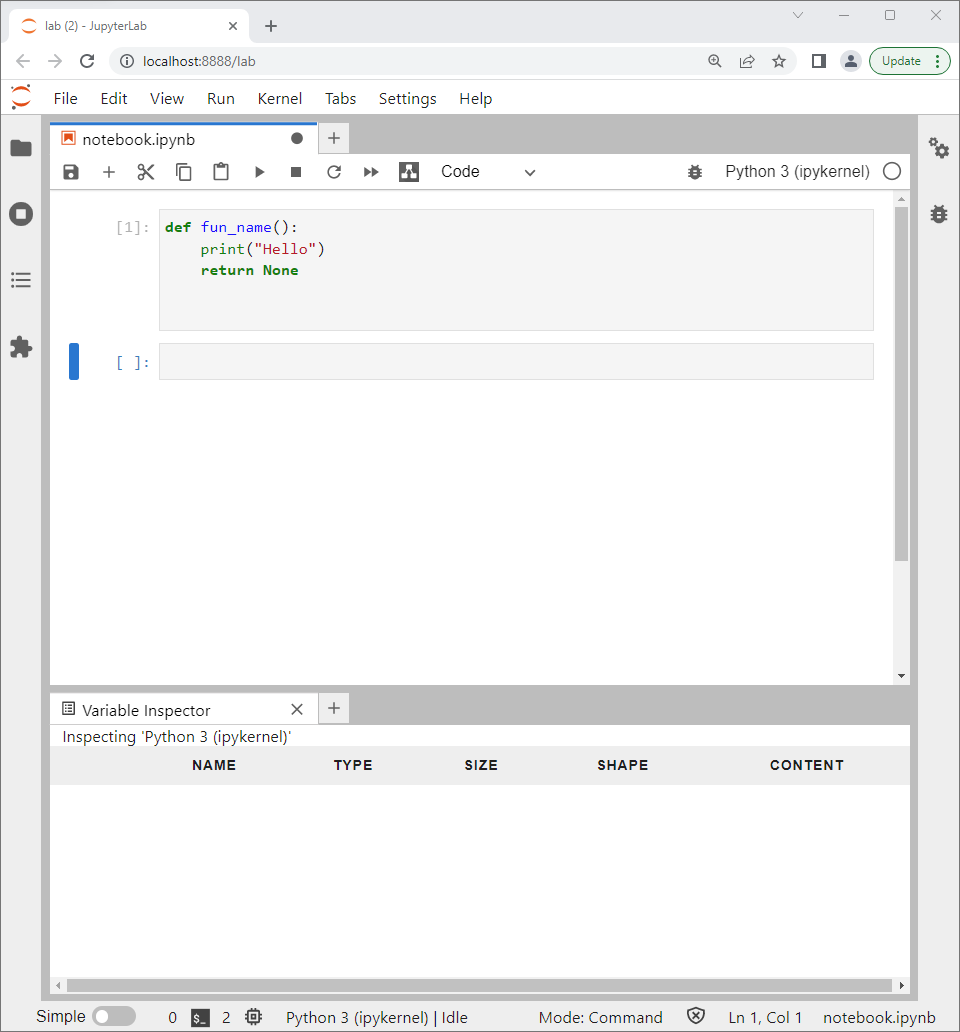 lab (2) - JupyterLab
localhost:8888/lab
Update
File Edit View Run Kernel Tabs Settings Help
notebook.ipynb
Code Python 3 (ipykernel)
[1]: def fun_name():
    print("Hello")
    return None
[ ]:
Variable Inspector
Inspecting 'Python 3 (ipykernel)'
NAME TYPE SIZE SHAPE CONTENT
Simple 0 $_ 2 Python 3 (ipykernel) | Idle Mode: Command Ln 1, Col 1 notebook.ipynb